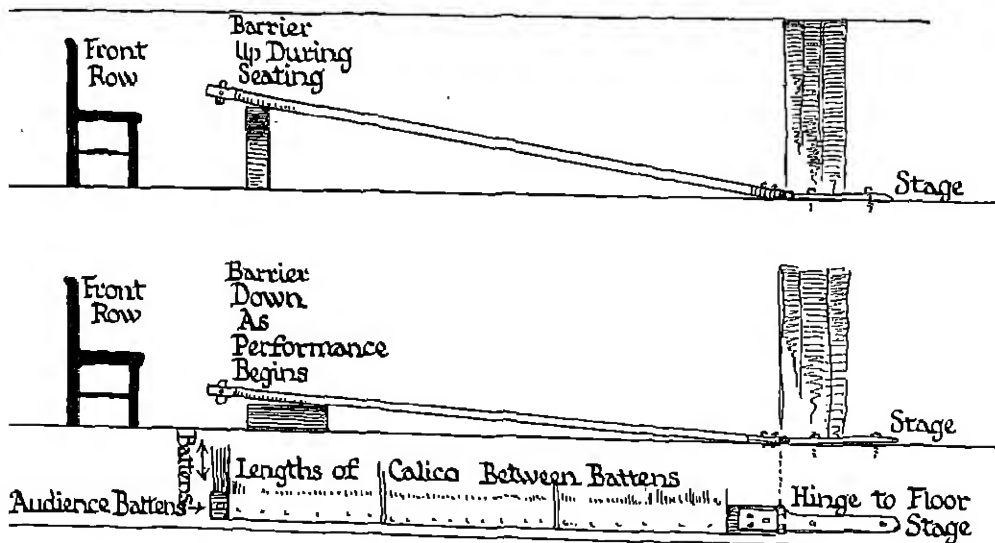 Front
Row
Barrier
Up During
Seating
Stage
Front
Row
Barrier
Down
As
Performance
Begins
Stage
Battens
Lengths of Calico Between Battens
Audience Battens
Hinge to Floor
Stage